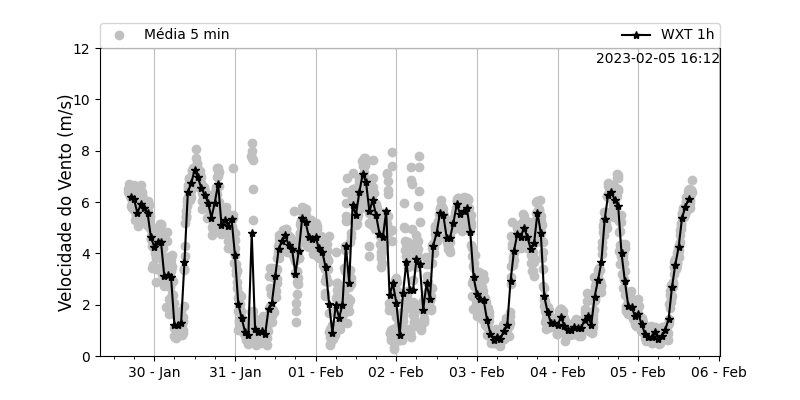 Média 5 min
WXT 1h
2023-02-05 16:12
Velocidade do Vento (m/s)
12
10
8
6
4
2
0
30 - Jan
31 - Jan
01 - Feb
02 - Feb
03 - Feb
04 - Feb
05 - Feb
06 - Feb